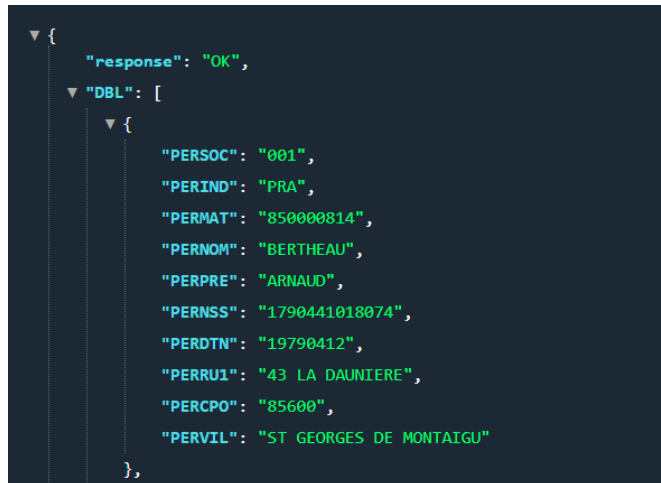 {
"response": "OK",
"DBL": [
{
"PERSOC": "001",
"PERIND": "PRA",
"PERMAT": "850000814",
"PERNOM": "BERTHEAU",
"PERPRE": "ARNAUD",
"PERNSS": "1790441018074",
"PERDTN": "19790412",
"PERRU1": "43 LA DAUNIERE",
"PERCPO": "85600",
"PERVIL": "ST GEORGES DE MONTAIGU"
},